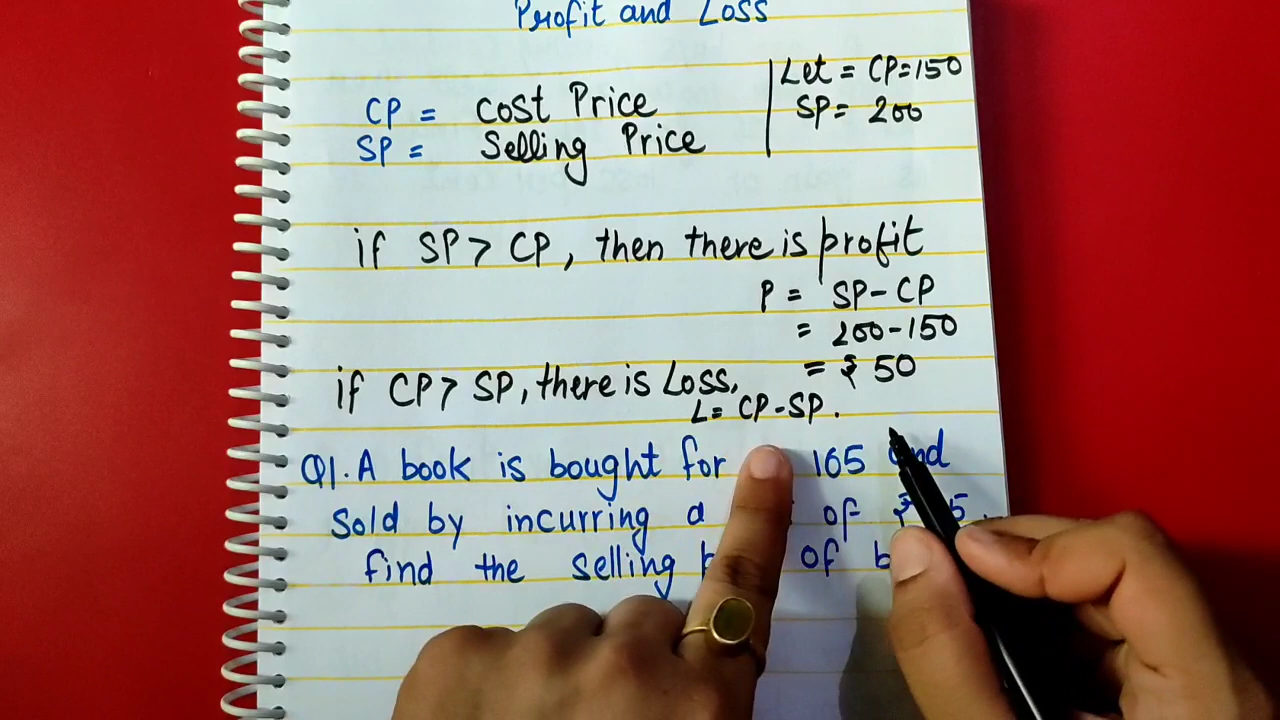 Profit and Loss
CP = Cost Price
SP = Selling Price
Let = CP=150
SP= 200
if SP > CP, then there is profit
P = SP-CP
= 200-150
= ₹ 50
if CP > SP, there is Loss,
L= CP-SP.
Q1. A book is bought for 165 and
Sold by incurring a of ₹
find the selling of